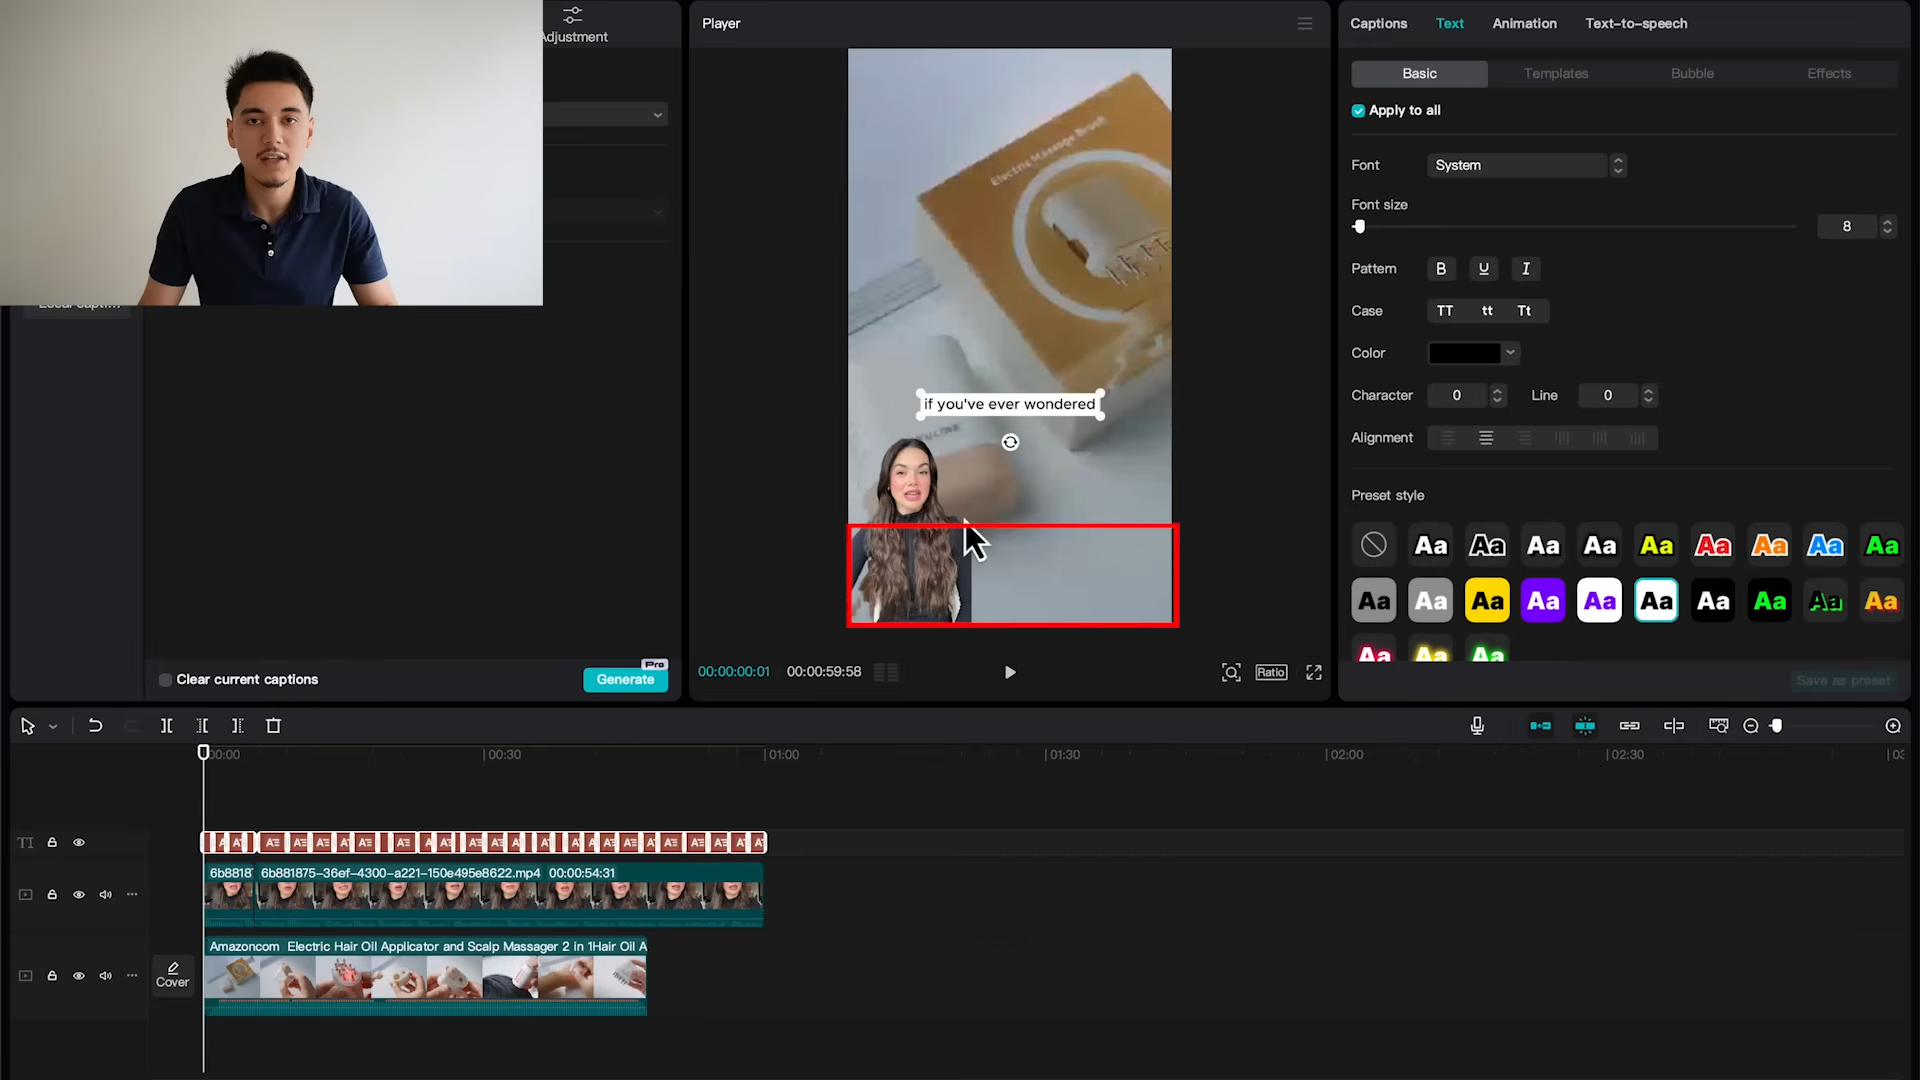 Adjustment
Player
Captions
Text
Animation
Text-to-speech
Basic
Templates
Bubble
Effects
Apply to all
Font
System
Font size
8
Pattern
B
U
I
Case
TT
tt
Tt
Color
Character
0
Line
0
Alignment
Preset style
Aa Aa Aa Aa Aa Aa Aa Aa Aa
Aa Aa Aa Aa Aa Aa Aa Aa Aa Aa
Aa Aa Aa
Save as preset
Electric Massage Brush
if you've ever wondered
Clear current captions
Pro
Generate
00:00:00:01
00:00:59:58
Ratio
00:00
00:30
01:00
01:30
02:00
02:30
TI
6b8818
6b881875-36ef-4300-a221-150e495e8622.mp4 00:00:54:31
Amazoncom Electric Hair Oil Applicator and Scalp Massager 2 in 1Hair Oil A
Cover